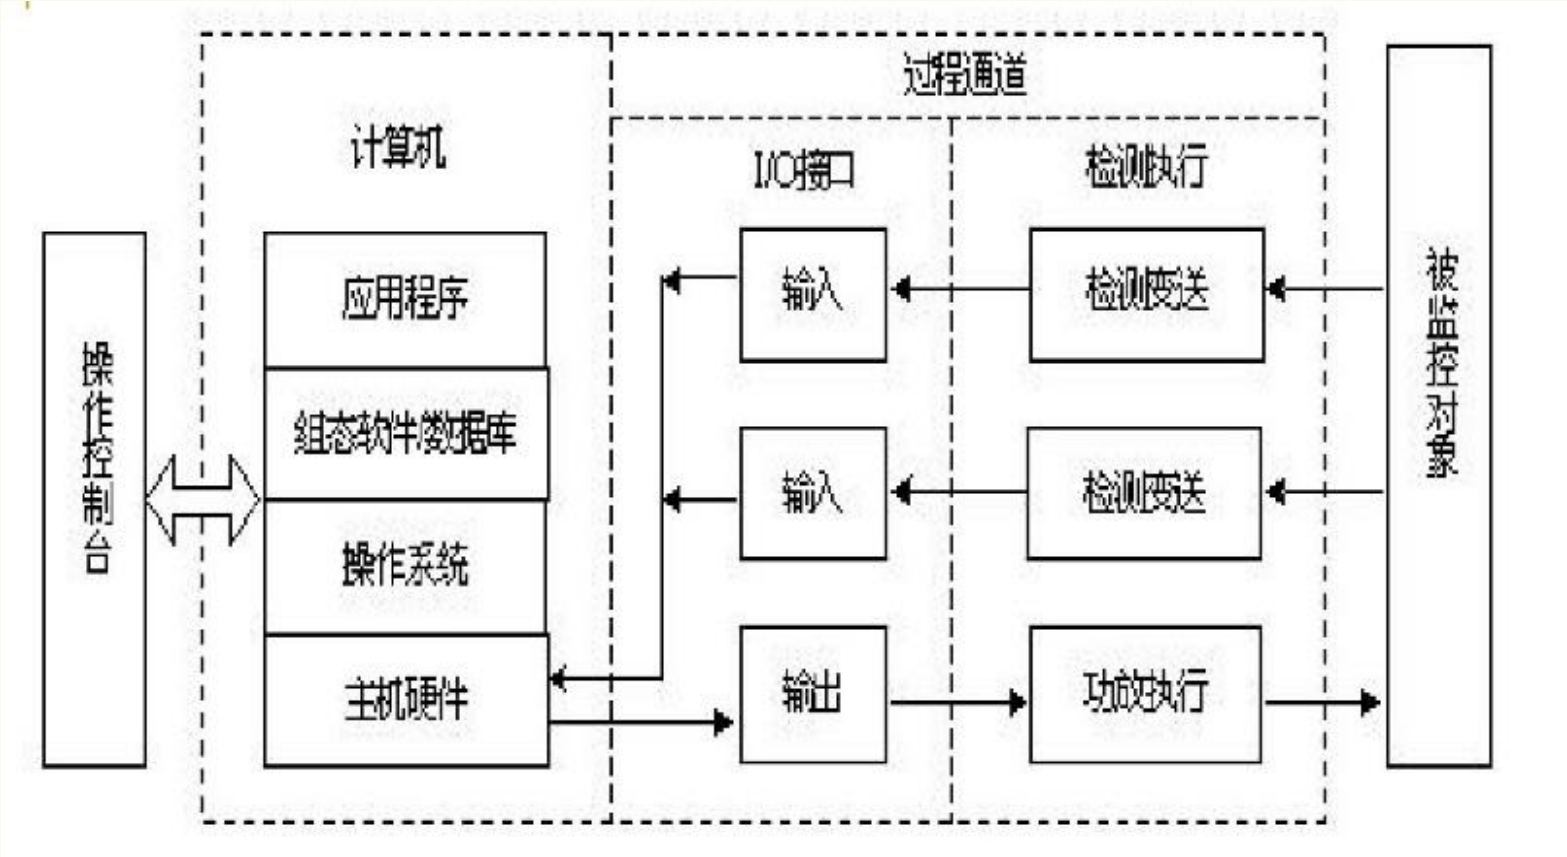 过程通道
计算机
I/O接口
检测执行
操作控制台
应用程序
组态软件/数据库
操作系统
主机硬件
输入
检测变送
输入
检测变送
输出
功放执行
被监控过程